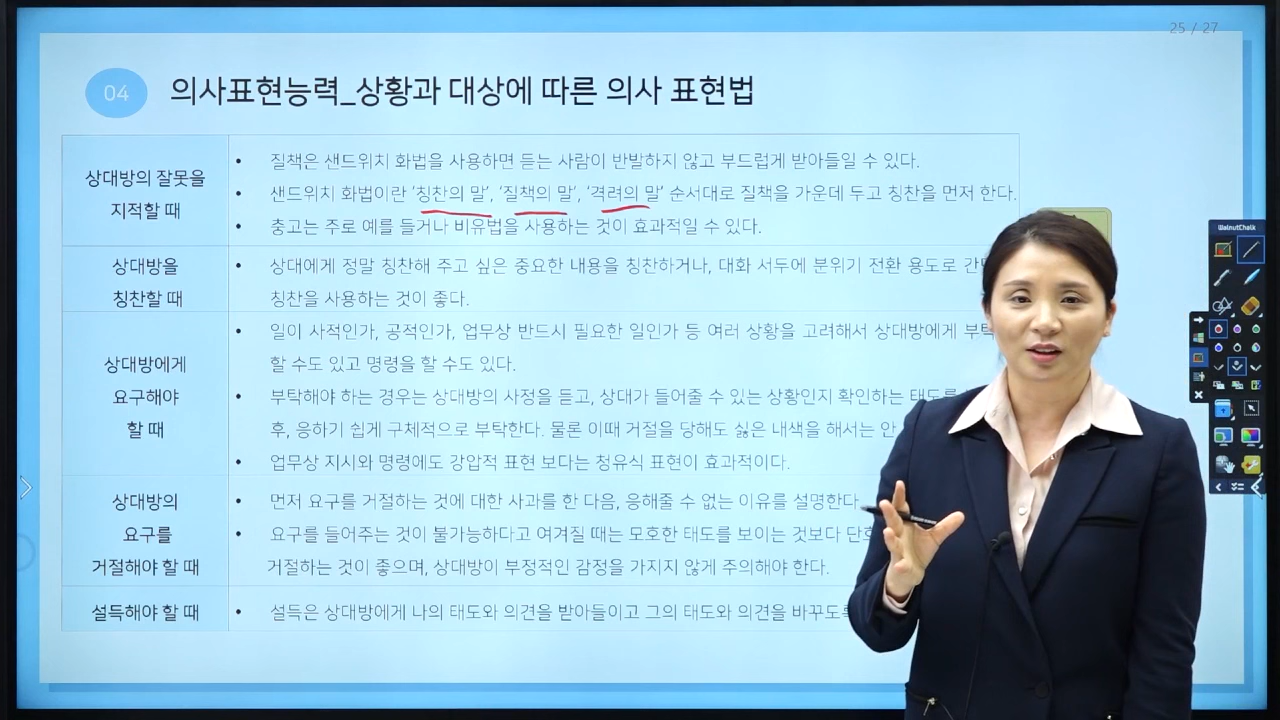 25 / 27
04 의사표현능력_상황과 대상에 따른 의사 표현법
상대방의 잘못을
지적할 때
• 질책은 샌드위치 화법을 사용하면 듣는 사람이 반발하지 않고 부드럽게 받아들일 수 있다.
• 샌드위치 화법이란 ‘칭찬의 말’, ‘질책의 말’, ‘격려의 말’ 순서대로 질책을 가운데 두고 칭찬을 먼저 한다.
• 충고는 주로 예를 들거나 비유법을 사용하는 것이 효과적일 수 있다.
상대방을
칭찬할 때
• 상대에게 정말 칭찬해 주고 싶은 중요한 내용을 칭찬하거나, 대화 서두에 분위기 전환 용도로
칭찬을 사용하는 것이 좋다.
상대방에게
요구해야
할 때
• 일이 사적인가, 공적인가, 업무상 반드시 필요한 일인가 등 여러 상황을 고려해서 상대방에게
할 수도 있고 명령을 할 수도 있다.
• 부탁해야 하는 경우는 상대방의 사정을 듣고, 상대가 들어줄 수 있는 상황인지 확인하는 태도를
후, 응하기 쉽게 구체적으로 부탁한다. 물론 이때 거절을 당해도 싫은 내색을 해서는 안
• 업무상 지시와 명령에도 강압적 표현 보다는 청유식 표현이 효과적이다.
상대방의
요구를
거절해야 할 때
• 먼저 요구를 거절하는 것에 대한 사과를 한 다음, 응해줄 수 없는 이유를 설명한다.
• 요구를 들어주는 것이 불가능하다고 여겨질 때는 모호한 태도를 보이는 것보다
거절하는 것이 좋으며, 상대방이 부정적인 감정을 가지지 않게 주의해야 한다.
설득해야 할 때
• 설득은 상대방에게 나의 태도와 의견을 받아들이고 그의 태도와 의견을 바꾸도록
WalnutChalk